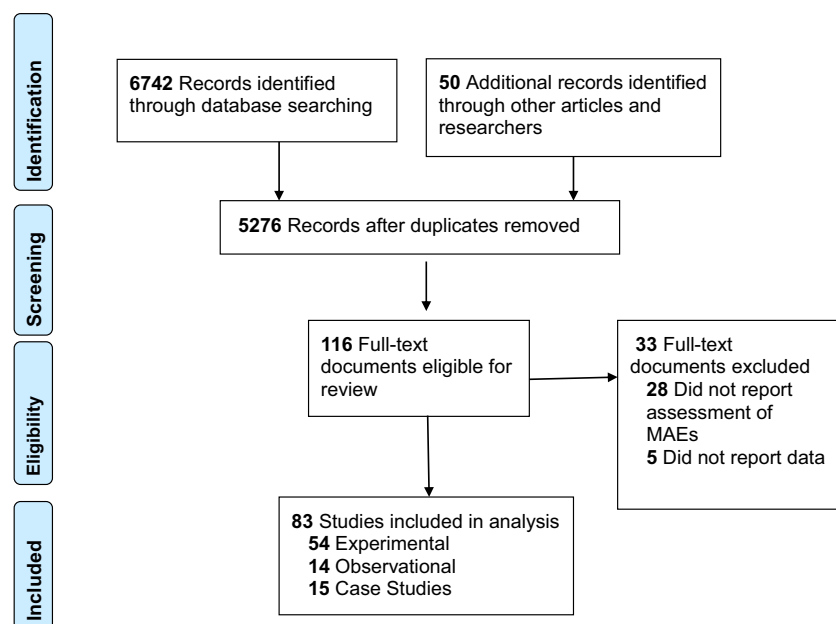 Identification
6742 Records identified
through database searching
50 Additional records identified
through other articles and
researchers
Screening
5276 Records after duplicates removed
Eligibility
116 Full-text
documents eligible for
review
33 Full-text
documents excluded
28 Did not report
assessment of
MAEs
5 Did not report data
Included
83 Studies included in analysis
54 Experimental
14 Observational
15 Case Studies